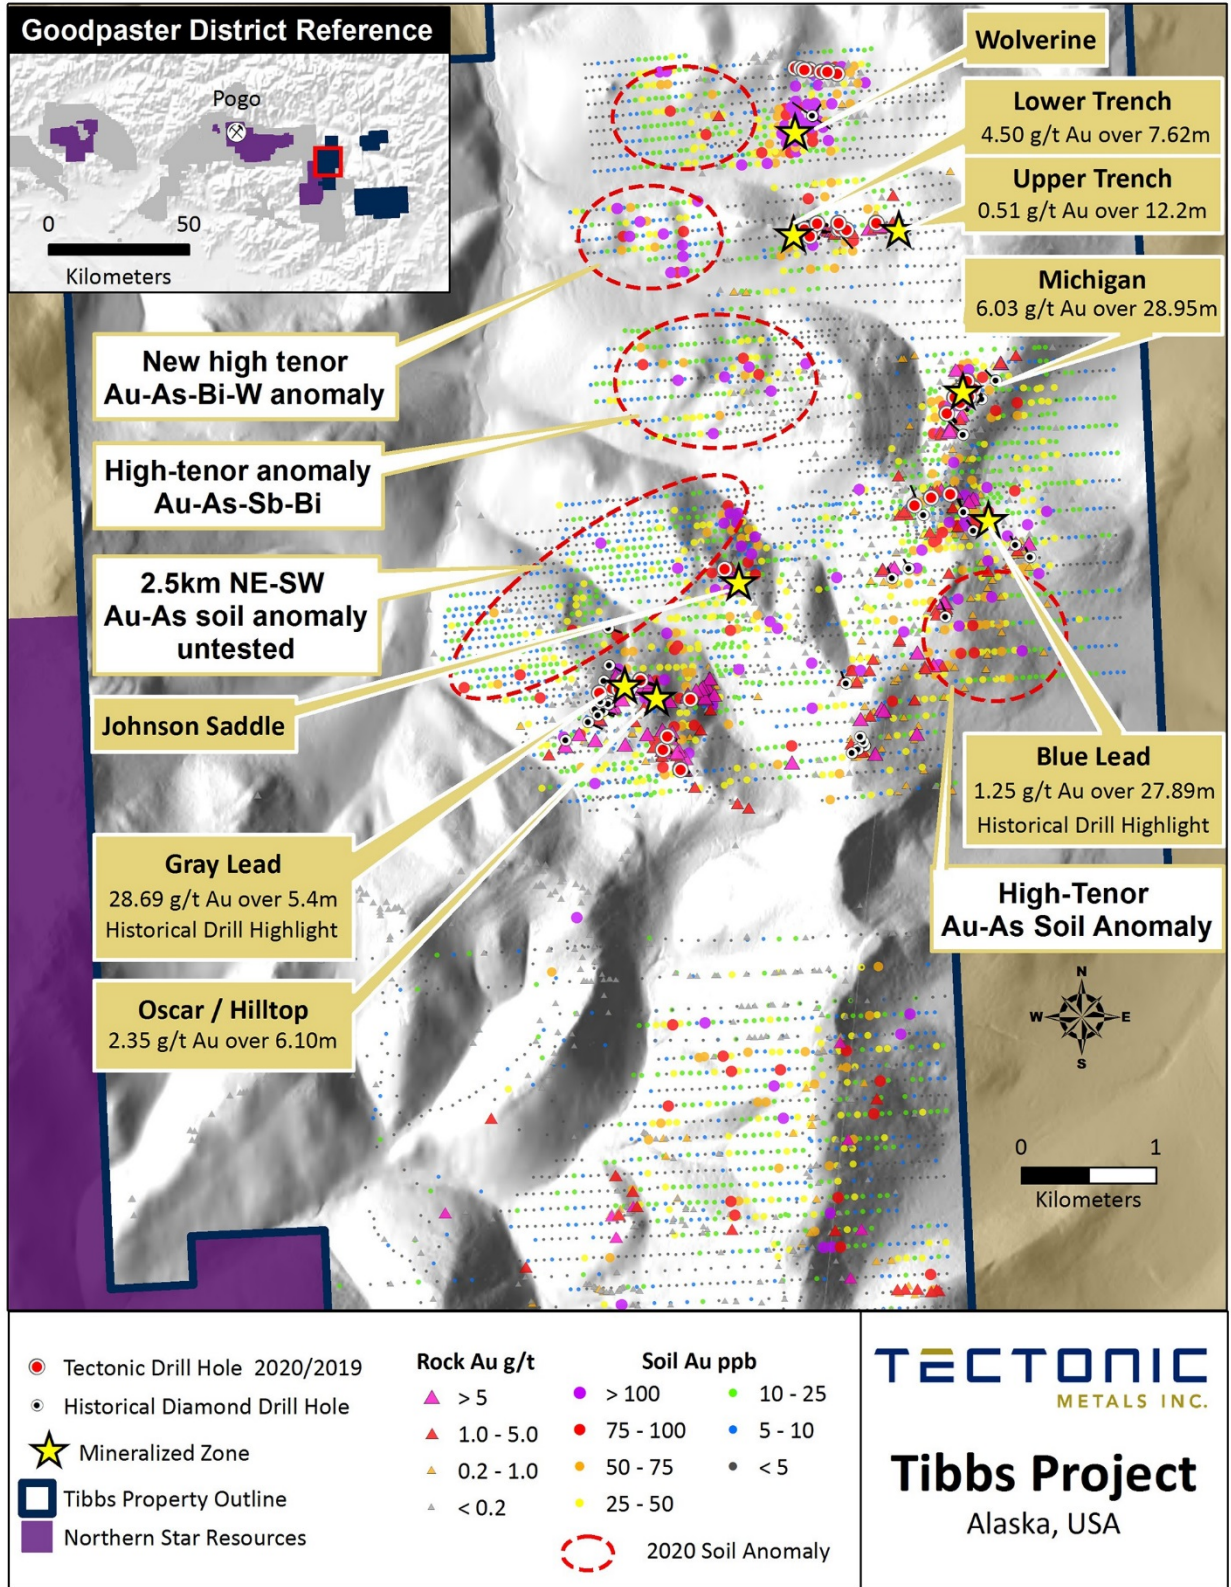 Goodpaster District Reference
Pogo
0 50
Kilometers
Wolverine
Lower Trench
4.50 g/t Au over 7.62m
Upper Trench
0.51 g/t Au over 12.2m
Michigan
6.03 g/t Au over 28.95m
New high tenor
Au-As-Bi-W anomaly
High-tenor anomaly
Au-As-Sb-Bi
2.5km NE-SW
Au-As soil anomaly
untested
Johnson Saddle
Blue Lead
1.25 g/t Au over 27.89m
Historical Drill Highlight
Gray Lead
28.69 g/t Au over 5.4m
Historical Drill Highlight
High-Tenor
Au-As Soil Anomaly
Oscar / Hilltop
2.35 g/t Au over 6.10m
N
W E
S
0 1
Kilometers
Tectonic Drill Hole 2020/2019
Historical Diamond Drill Hole
Mineralized Zone
Tibbs Property Outline
Northern Star Resources
Rock Au g/t
> 5
1.0 - 5.0
0.2 - 1.0
< 0.2
Soil Au ppb
> 100
75 - 100
50 - 75
25 - 50
10 - 25
5 - 10
< 5
2020 Soil Anomaly
TECTONIC
METALS INC.
Tibbs Project
Alaska, USA